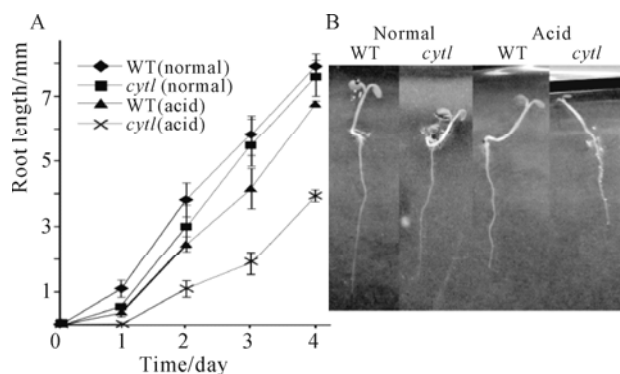 A
Root length/mm
7
5
3
1
0
1
2
3
4
Time/day
WT(normal)
cytl (normal)
WT(acid)
cytl(acid)
B
Normal
Acid
WT
cytl
WT
cytl